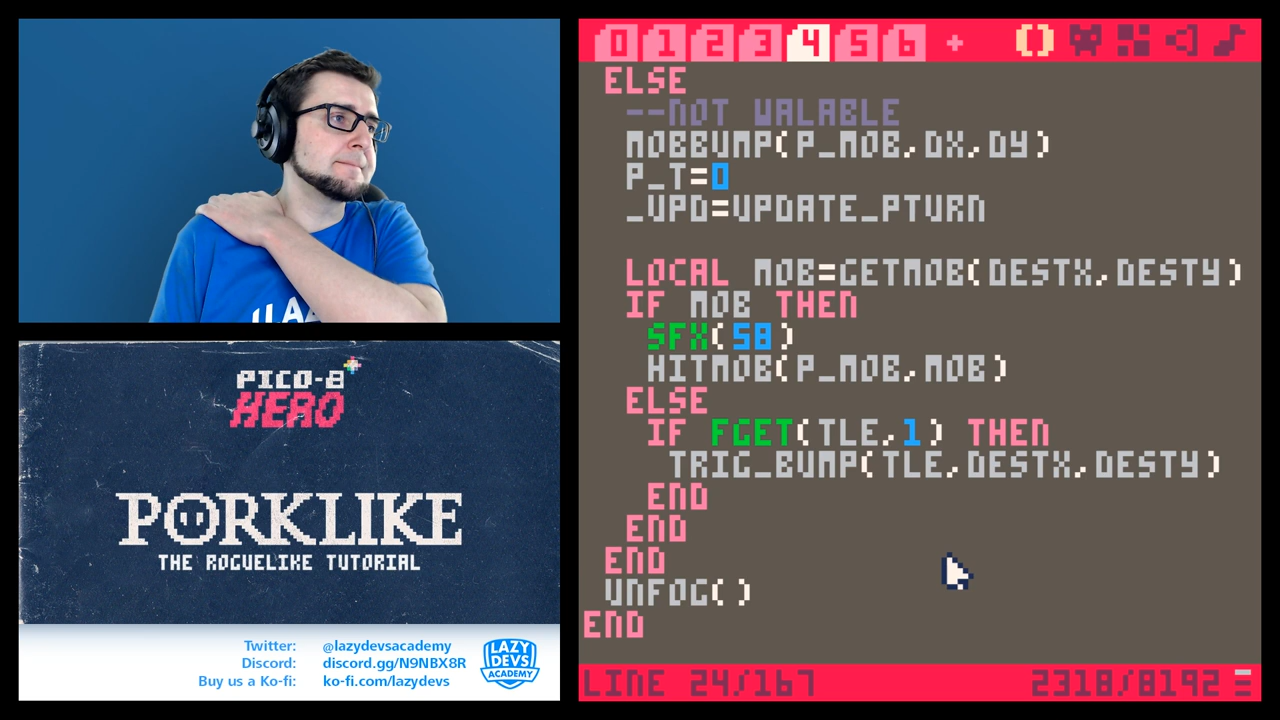 LAZY
PICO-8
HERO
PORKLIKE
THE ROGUELIKE TUTORIAL
Twitter: @lazydevsacademy
Discord: discord.gg/N9NBX8R
Buy us a Ko-fi: ko-fi.com/lazydevs
LAZY
DEVS
ACADEMY
0 1 2 3 4 5 6 +
ELSE
--NOT WALABLE
MOBBUMP(P_MOB,DX,DY)
P_T=0
_UPD=UPDATE_PTURN
LOCAL MOB=GETMOB(DESTX,DESTY)
IF MOB THEN
SFX(58)
HITMOB(P_MOB,MOB)
ELSE
IF FGET(TLE,1) THEN
TRIG_BUMP(TLE,DESTX,DESTY)
END
END
END
UNFOG()
END
LINE 24/167
2318/8192